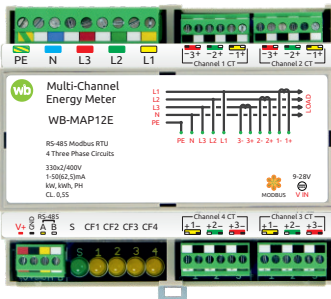 PE N L3 L2 L1
-3+ -2+ -1+
Channel 1 CT
-3+ -2+ -1+
Channel 2 CT
wb
Multi-Channel
Energy Meter
WB-MAP12E
RS-485 Modbus RTU
4 Three Phase Circuits
330x2/400V
1-50(62,5)mA
kW, kWh, PH
CL. 0,5S
L1
L2
L3
N
PE
LOAD
PE N L3 L2 L1 3- 3+ 2- 2+ 1- 1+
MODBUS
9-28V
V IN
RS-485
V+ GND A B S CF1 CF2 CF3 CF4
Channel 4 CT
+1- +2- +3-
Channel 3 CT
+1- +2- +3-
S 1 2 3 4